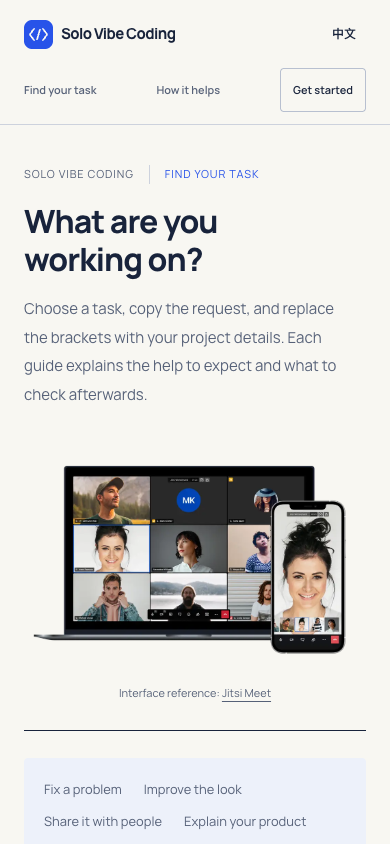 Solo Vibe Coding
中文
Find your task
How it helps
Get started
SOLO VIBE CODING
FIND YOUR TASK
What are you
working on?
Choose a task, copy the request, and replace
the brackets with your project details. Each
guide explains the help to expect and what to
check afterwards.
MK
Interface reference: Jitsi Meet
Fix a problem
Improve the look
Share it with people
Explain your product